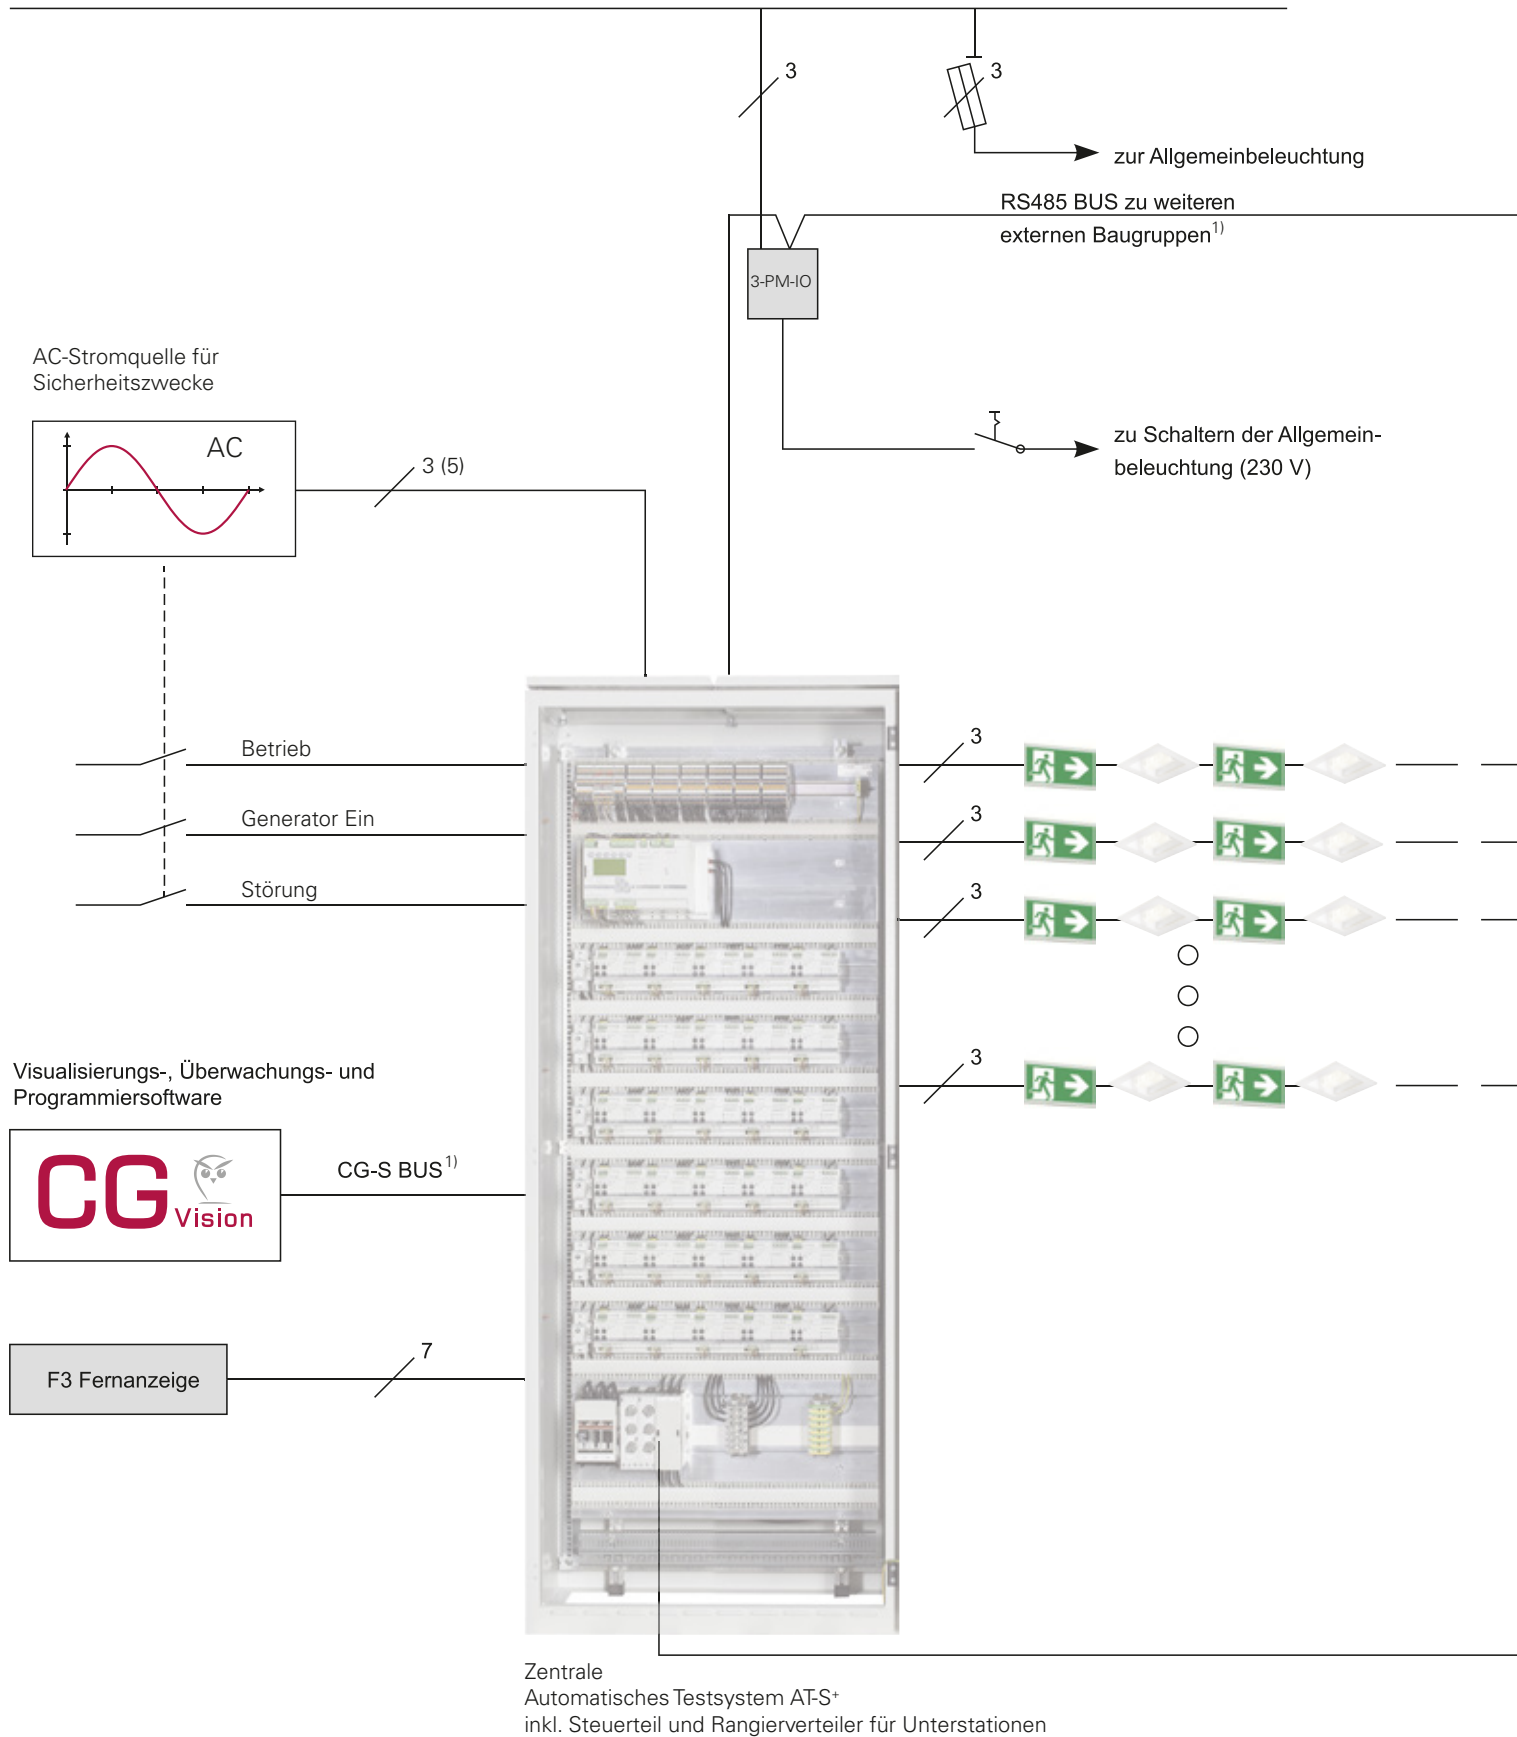 3
3
zur Allgemeinbeleuchtung
RS485 BUS zu weiteren
externen Baugruppen1)
3-PM-IO
AC-Stromquelle für
Sicherheitszwecke
AC
3 (5)
zu Schaltern der Allgemein-
beleuchtung (230 V)
Betrieb
3
Generator Ein
3
Störung
3
3
Visualisierungs-, Überwachungs- und
Programmiersoftware
CG
Vision
CG-S BUS1)
F3 Fernanzeige
7
Zentrale
Automatisches Testsystem AT-S+
inkl. Steuerteil und Rangierverteiler für Unterstationen